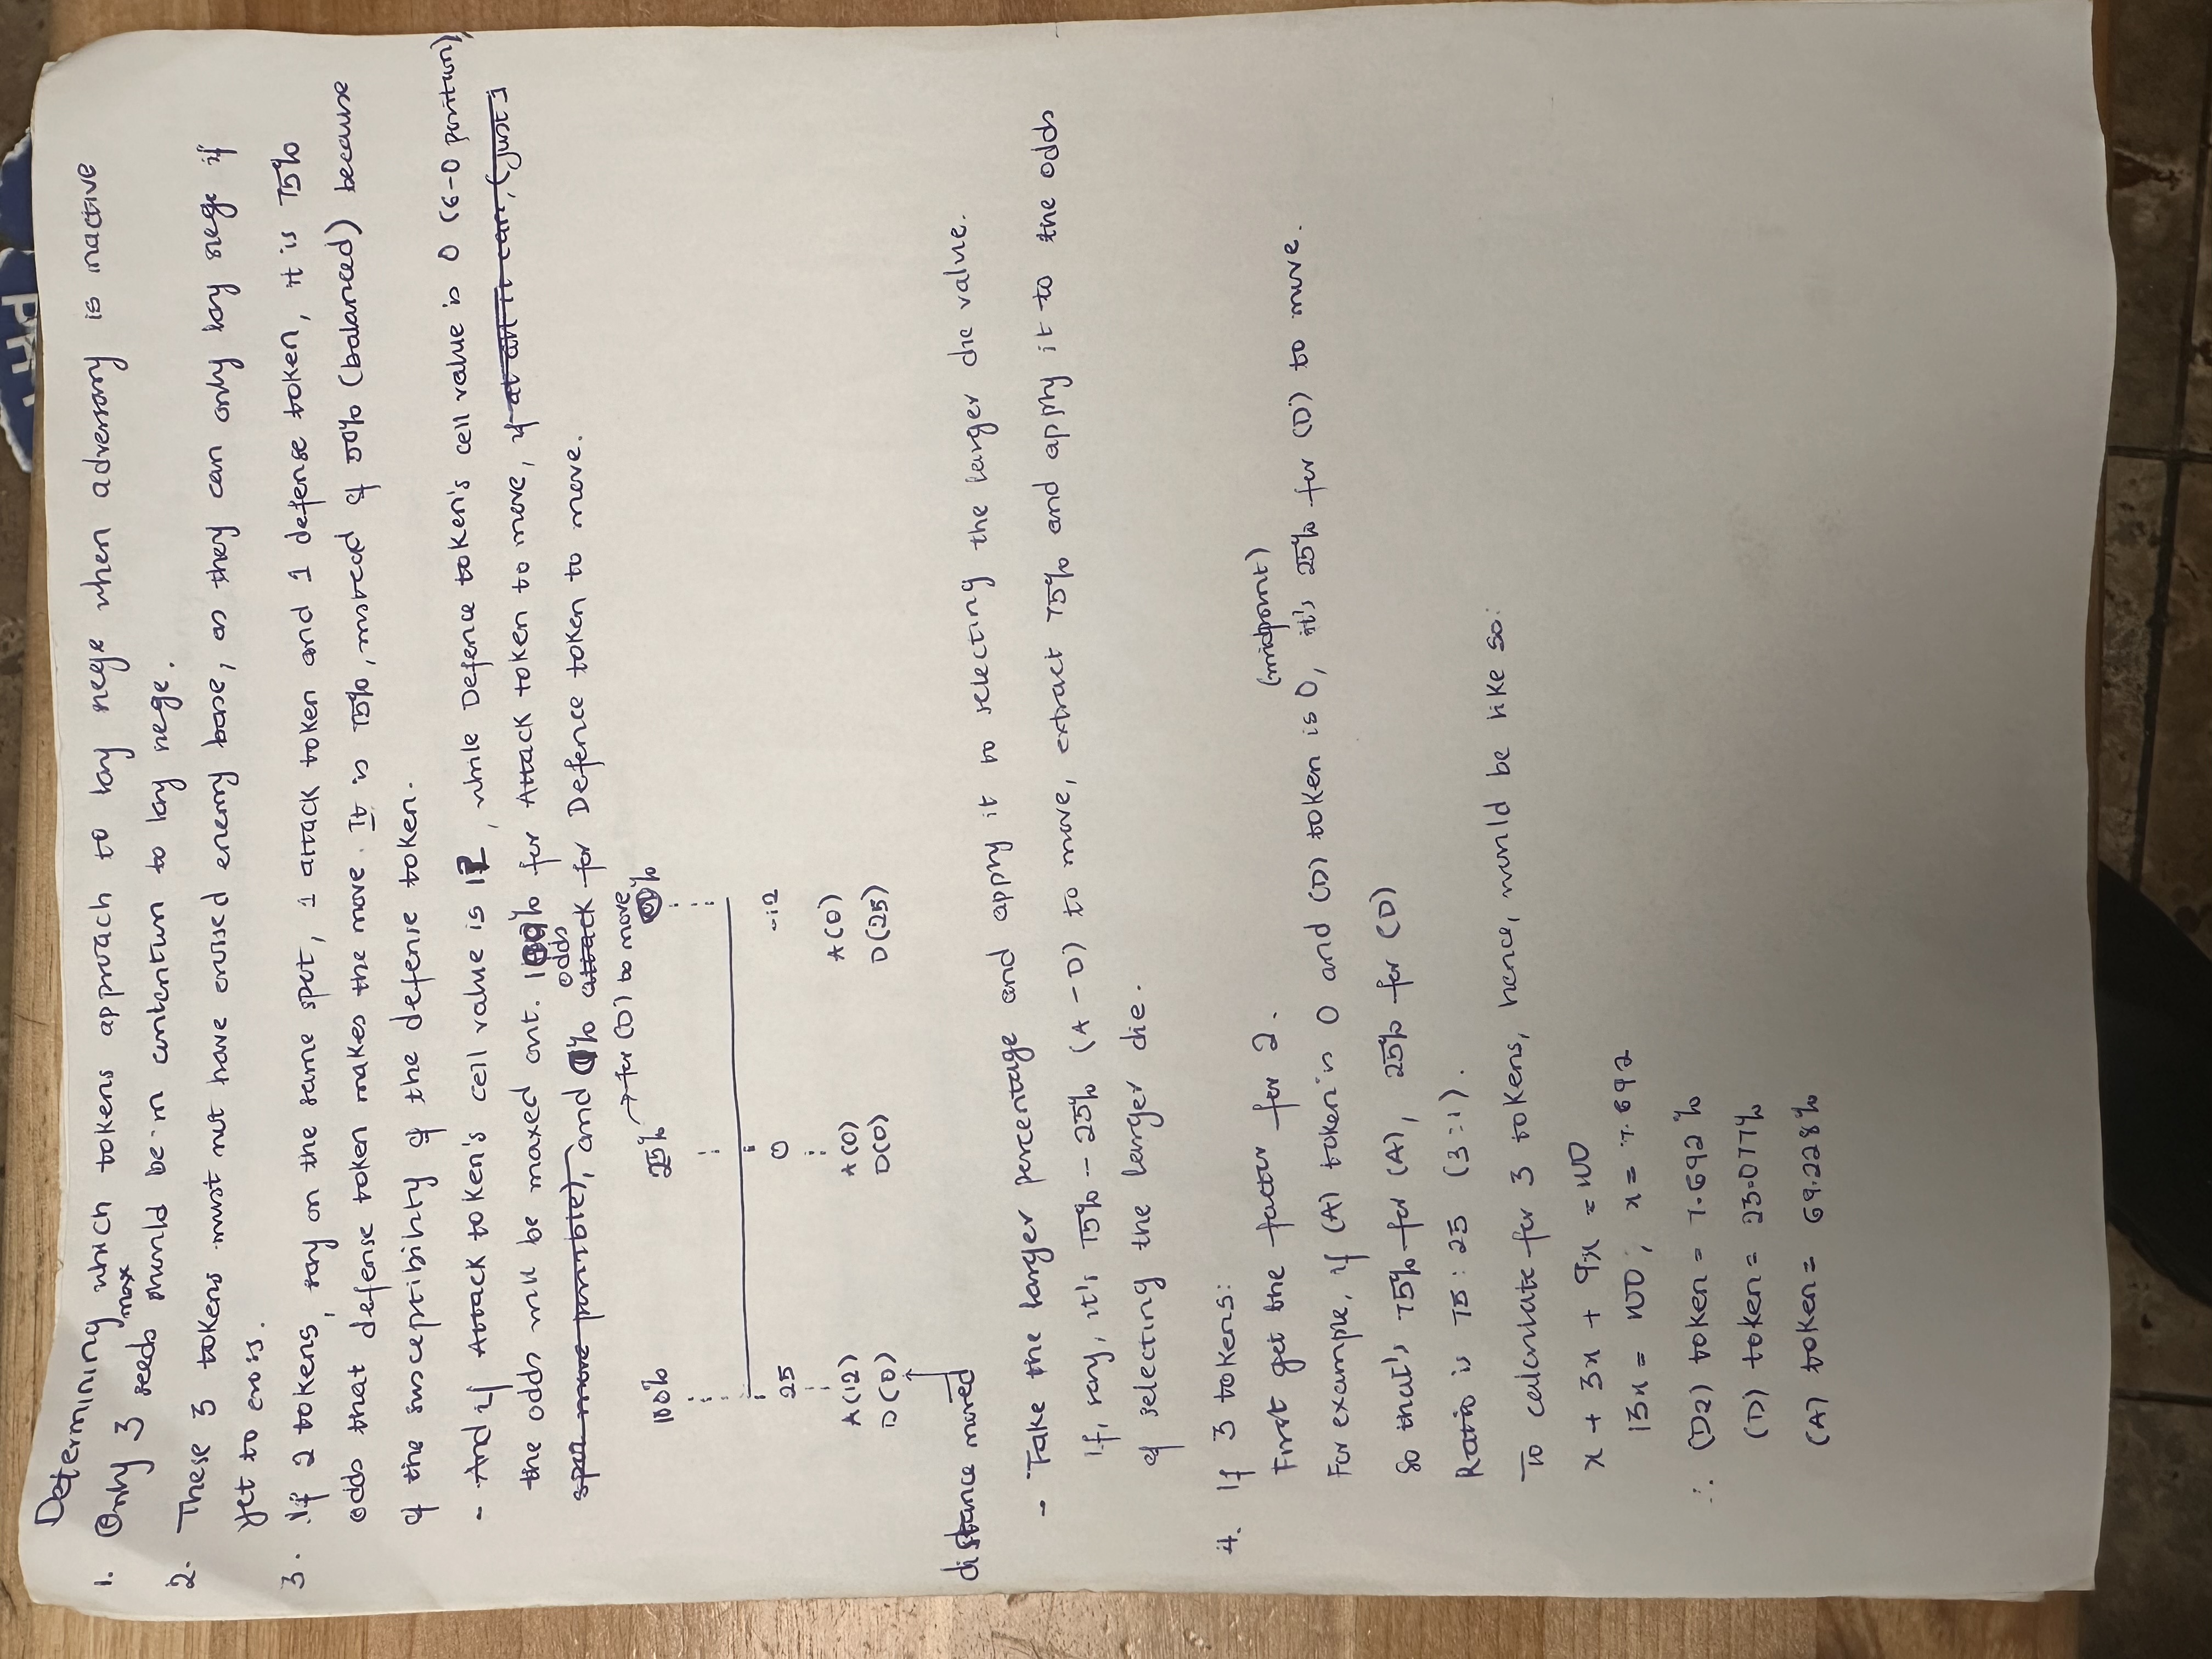 Determining which tokens approach to lay siege when adversary is inactive
1. Only 3 seeds max should be in contention to lay siege.
2. These 3 tokens must not have crossed enemy base, as they can only lay siege if
yet to cross.
3. If 2 tokens, say on the same spot, 1 attack token and 1 defense token, it is 75%
odds that defense token makes the move. It is 75%, instead of 50% (balanced) because
of the susceptibility of the defense token.
- And if Attack token's cell value is 12, while Defence token's cell value is 0 (6-0 position),
the odds will be maxed out. 100% for Attack token to move, if at all it can, (just 1
spot more possible), and 0% odds attack for Defence token to move.
→ for (D) to move
100% 25% 0%
25 0 -12
A(12) A(0) A(0)
D(0) D(0) D(25)
distance moved
- Take the larger percentage and apply it to selecting the larger die value.
If, say, it's 75% - 25% (A - D) to move, extract 75% and apply it to the odds
of selecting the larger die.
4. If 3 tokens:
First get the factor for 2.
(midpoint)
For example, if (A) token is 0 and (D) token is 0, it's 25% for (D) to move.
So that's 75% for (A), 25% for (D)
Ratio is 75 : 25 (3:1).
To calculate for 3 tokens, hence, would be like so:
x + 3x + 9x = 100
13x = 100; x = 7.692
∴ (D2) token = 7.692%
(D) token = 23.077%
(A) token = 69.228%